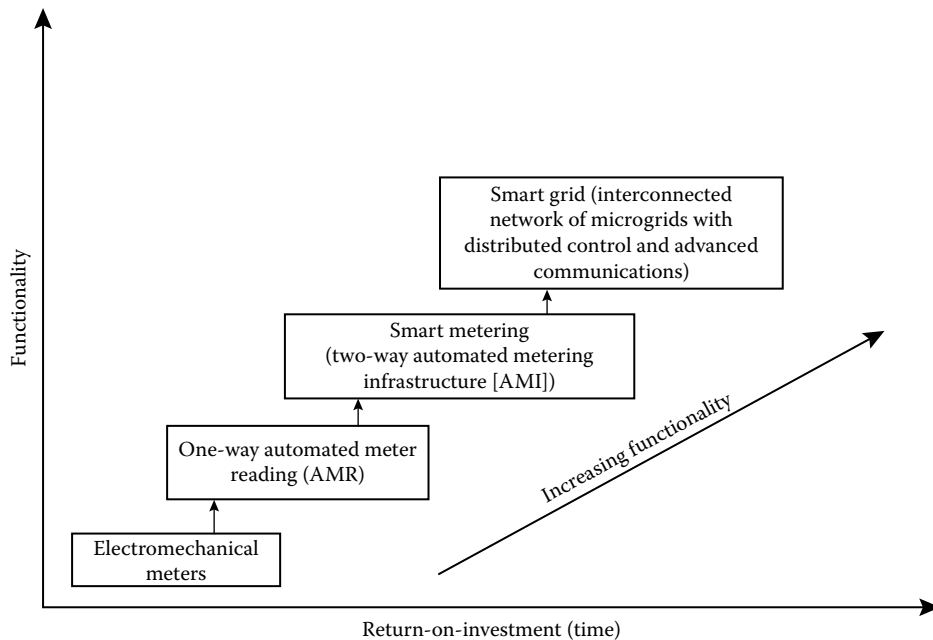 Functionality
Smart grid (interconnected
network of microgrids with
distributed control and advanced
communications)
Smart metering
(two-way automated metering
infrastructure [AMI])
One-way automated meter
reading (AMR)
Electromechanical
meters
Increasing functionality
Return-on-investment (time)